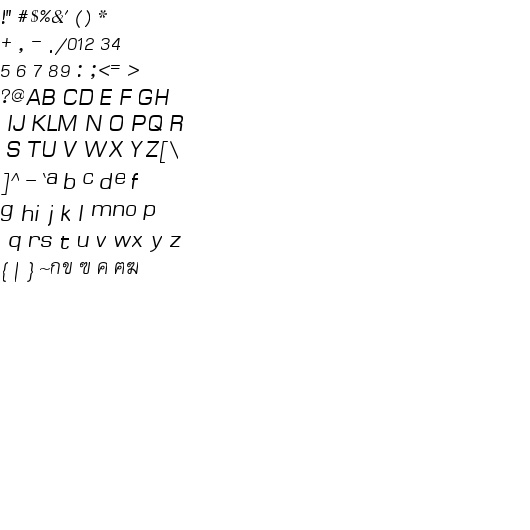 !" #$%&' () *
+ , - ./012 34
5 6 7 89 : ;<= >
?@AB CD E F GH
IJ KLM N O PQ R
S TU V WX YZ[\
]^_`a b c de f
g hi j k l mno p
q rs t u v wx y z
{ | } ~กข ฃ ค ฅฆ